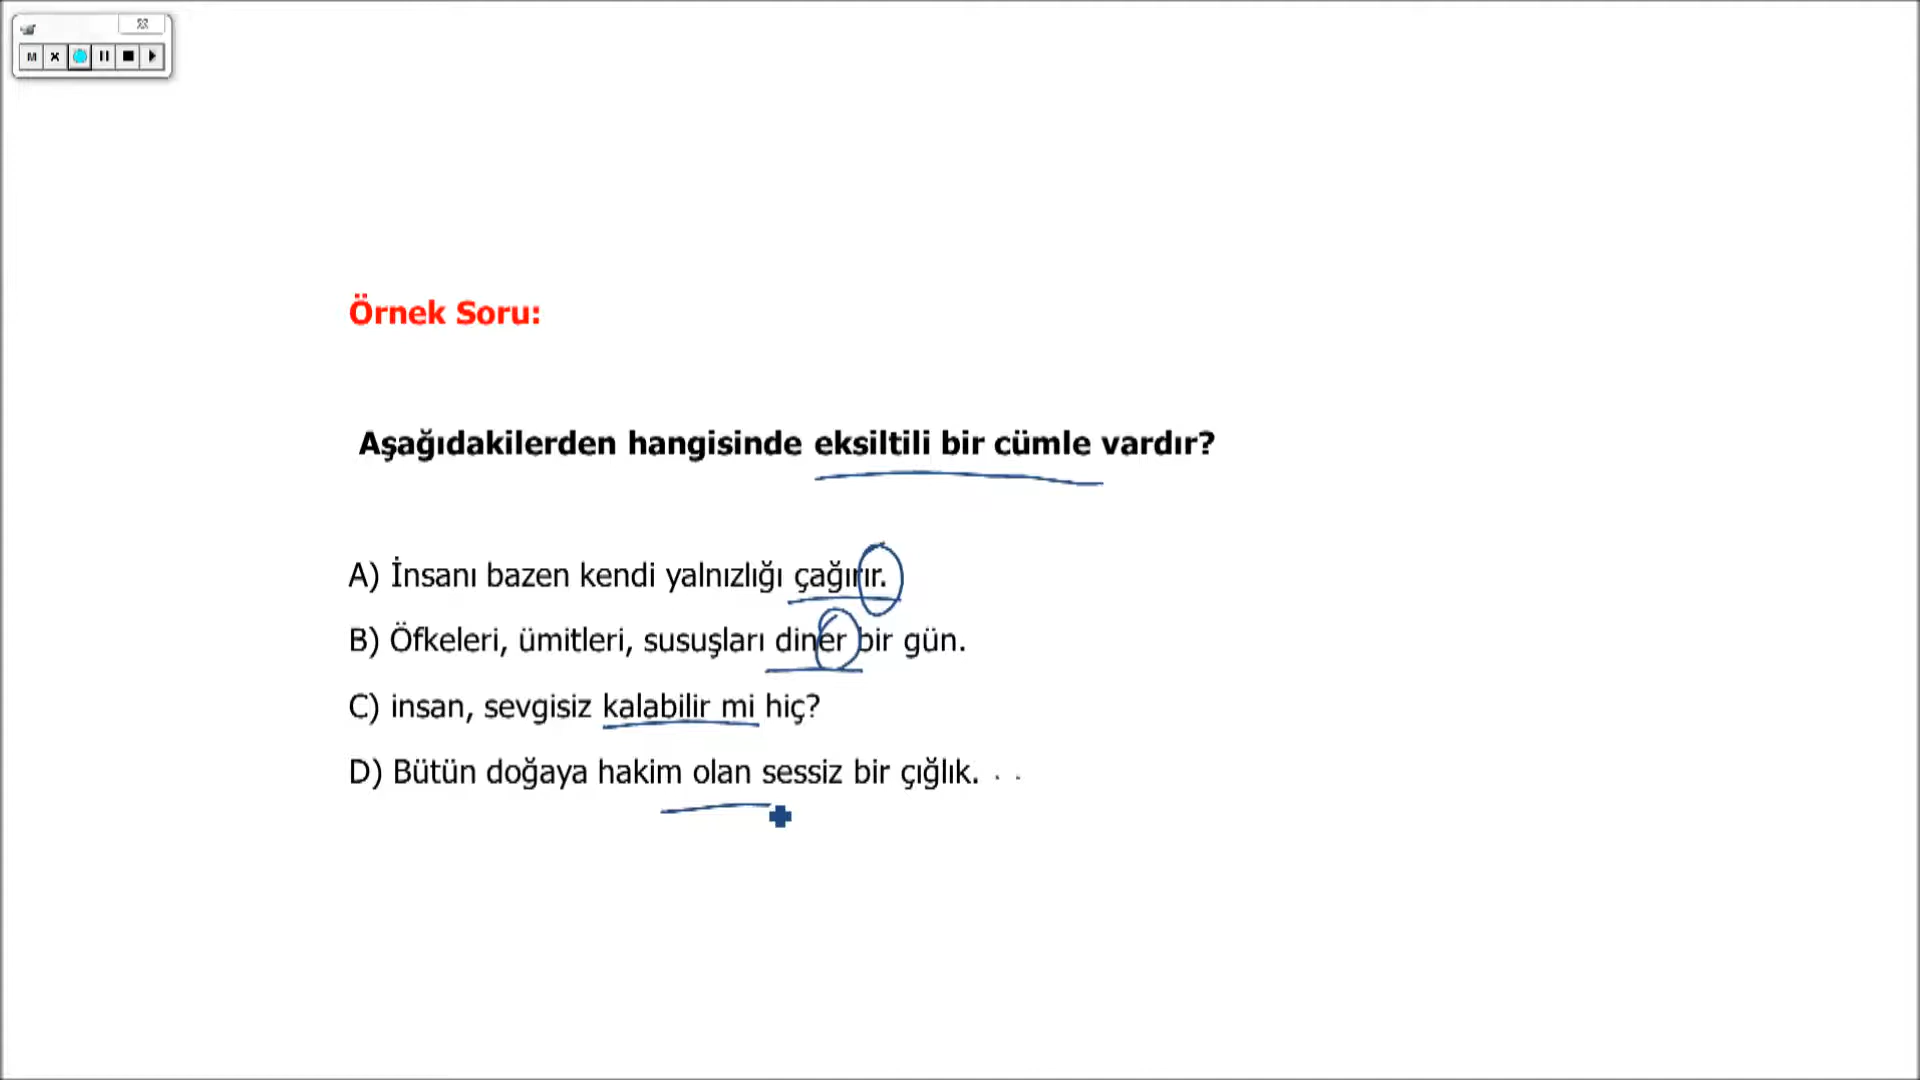 M
Örnek Soru:
Aşağıdakilerden hangisinde eksiltili bir cümle vardır?
A) İnsanı bazen kendi yalnızlığı çağırır.
B) Öfkeleri, ümitleri, susuşları diner bir gün.
C) insan, sevgisiz kalabilir mi hiç?
D) Bütün doğaya hakim olan sessiz bir çığlık. . .